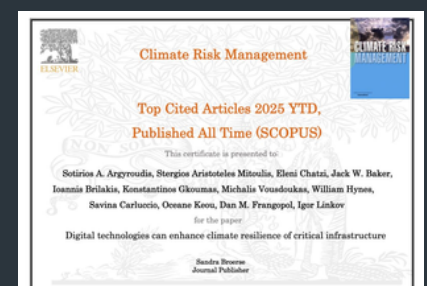 ELSEVIER
Climate Risk Management
CLIMATE RISK
MANAGEMENT
Top Cited Articles 2025 YTD,
Published All Time (SCOPUS)
NON SOLUS
This certificate is presented to
Sotirios A. Argyroudis, Stergios Aristoteles Mitoulis, Eleni Chatzi, Jack W. Baker,
Ioannis Brilakis, Konstantinos Gkoumas, Michalis Vousdoukas, William Hynes,
Savina Carluccio, Oceane Keou, Dan M. Frangopol, Igor Linkov
for the paper
Digital technologies can enhance climate resilience of critical infrastructure
Sandra Broerse
Journal Publisher